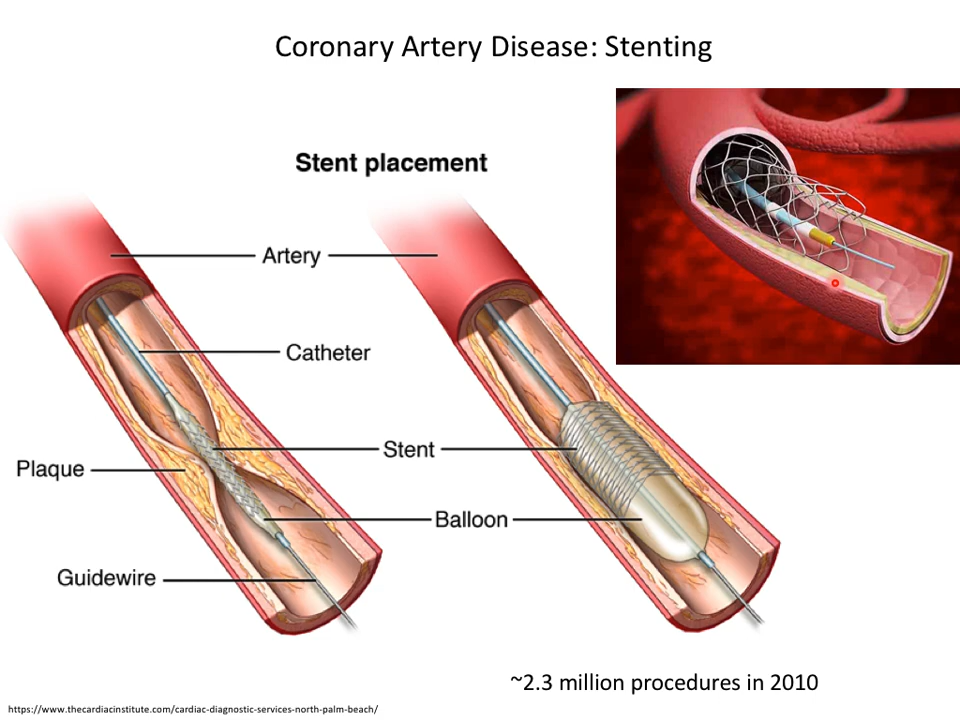 Coronary Artery Disease: Stenting
Stent placement
Artery
Catheter
Stent
Plaque
Balloon
Guidewire
~2.3 million procedures in 2010
https://www.thecardiacinstitute.com/cardiac-diagnostic-services-north-palm-beach/